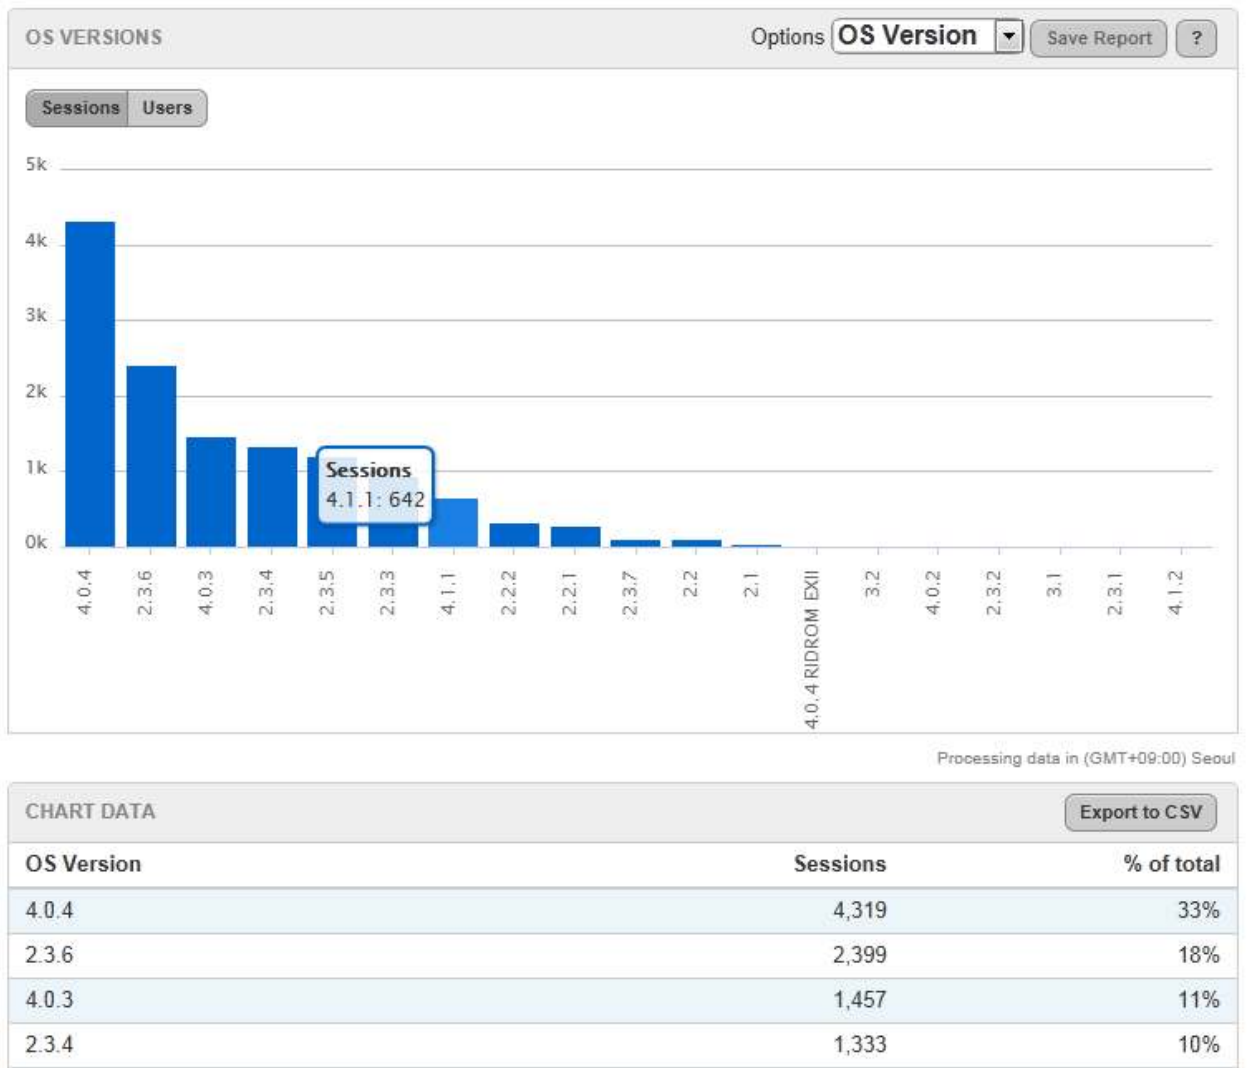 OS VERSIONS
Options OS Version Save Report ?
Sessions Users
5k
4k
3k
2k
1k
0k
Sessions
4.1.1: 642
4.0.4 2.3.6 4.0.3 2.3.4 2.3.5 2.3.3 4.1.1 2.2.2 2.2.1 2.3.7 2.2 2.1 4.0.4 RIDROM EXII 3.2 4.0.2 2.3.2 3.1 2.3.1 4.1.2
Processing data in (GMT+09:00) Seoul
CHART DATA Export to CSV
OS Version Sessions % of total
4.0.4 4,319 33%
2.3.6 2,399 18%
4.0.3 1,457 11%
2.3.4 1,333 10%